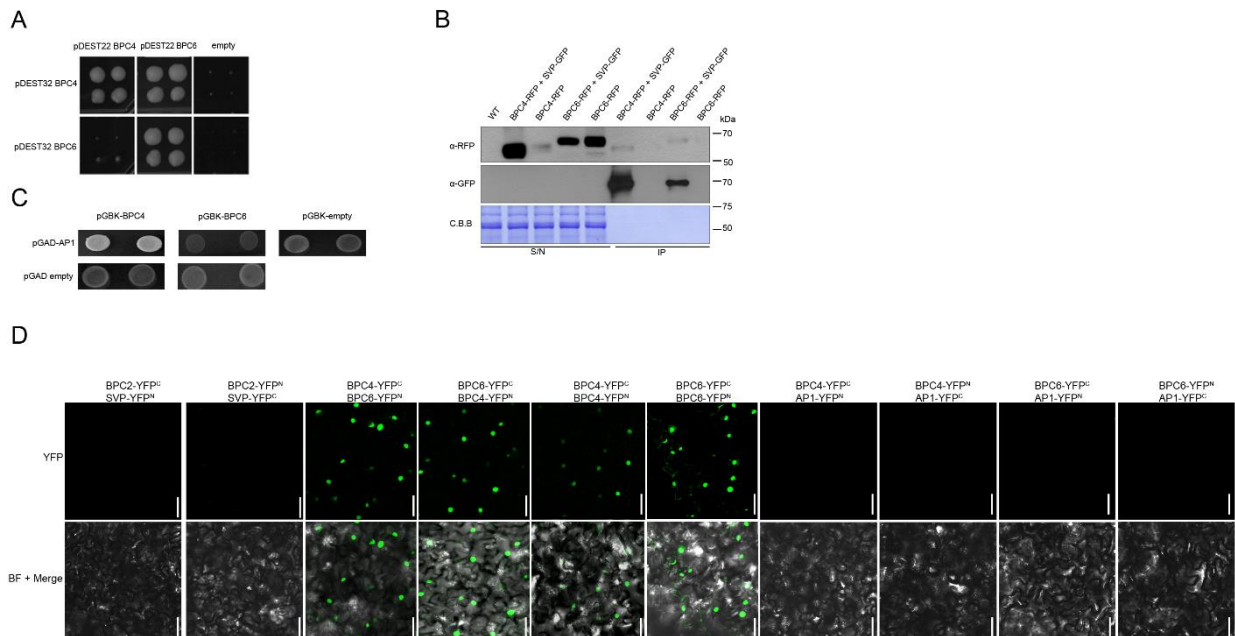 A
pDEST22 BPC4 pDEST22 BPC6 empty
pDEST32 BPC4
pDEST32 BPC6
B
WT BPC4-RFP + SVP-GFP BPC4-RFP BPC6-RFP + SVP-GFP BPC6-RFP BPC4-RFP + SVP-GFP BPC4-RFP BPC6-RFP + SVP-GFP BPC6-RFP
kDa
α-RFP 70
50
α-GFP 70
75
C.B.B 50
S/N IP
C
pGBK-BPC4 pGBK-BPC6 pGBK-empty
pGAD-AP1
pGAD empty
D
BPC2-YFPᶜ BPC2-YFPᴺ BPC4-YFPᶜ BPC6-YFPᶜ BPC4-YFPᶜ BPC6-YFPᶜ BPC4-YFPᶜ BPC4-YFPᴺ BPC6-YFPᶜ BPC6-YFPᴺ
SVP-YFPᴺ SVP-YFPᶜ BPC6-YFPᴺ BPC4-YFPᴺ BPC4-YFPᴺ BPC6-YFPᴺ AP1-YFPᴺ AP1-YFPᶜ AP1-YFPᴺ AP1-YFPᶜ
YFP
BF + Merge